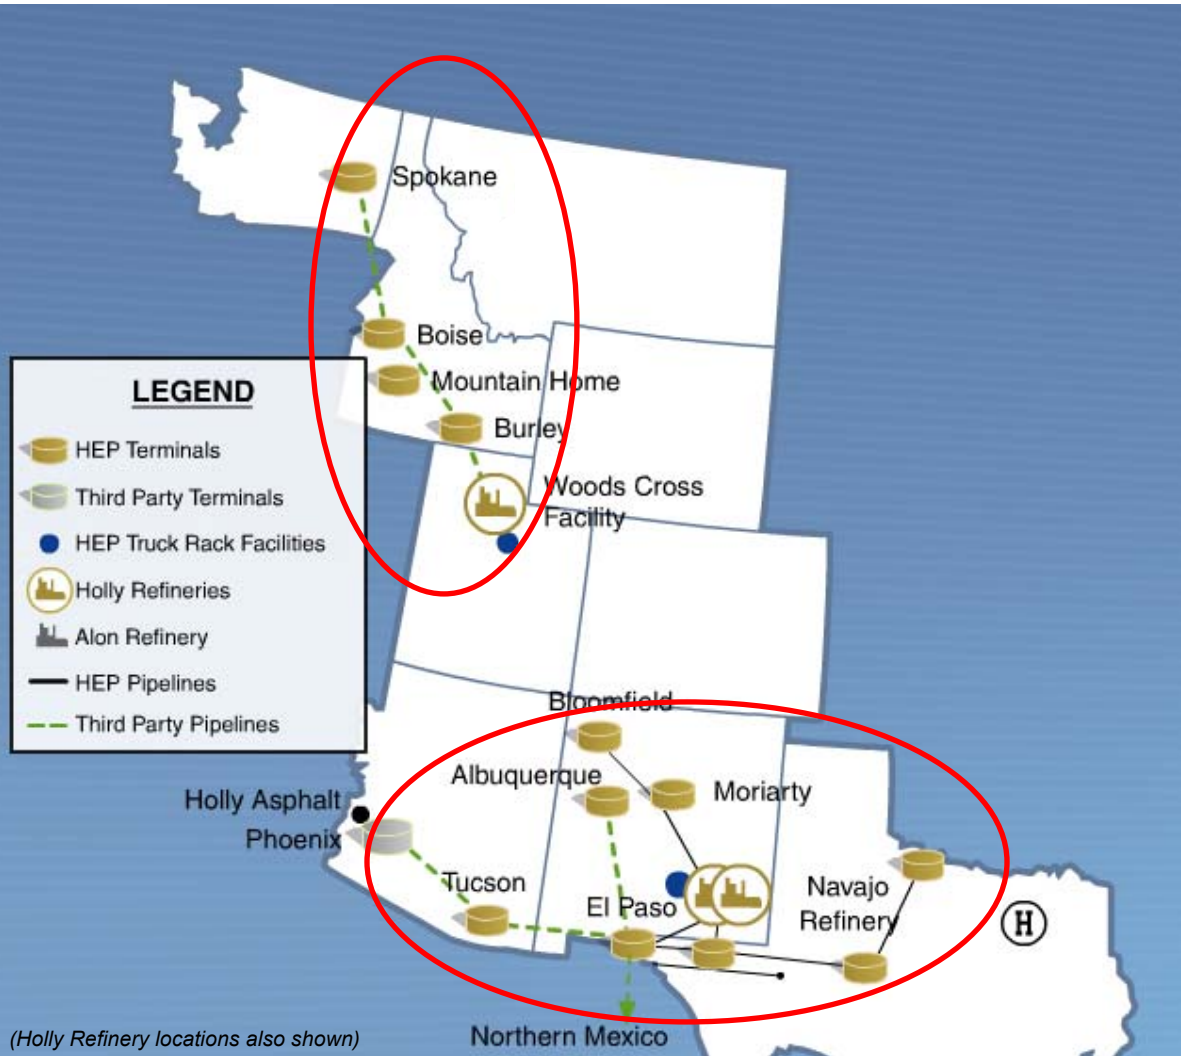 Spokane
Boise
Mountain Home
Burley
Woods Cross
Facility
LEGEND
HEP Terminals
Third Party Terminals
HEP Truck Rack Facilities
Holly Refineries
Alon Refinery
HEP Pipelines
Third Party Pipelines
Bloomfield
Albuquerque
Moriarty
Holly Asphalt
Phoenix
Tucson
El Paso
Navajo
Refinery
H
Northern Mexico
(Holly Refinery locations also shown)